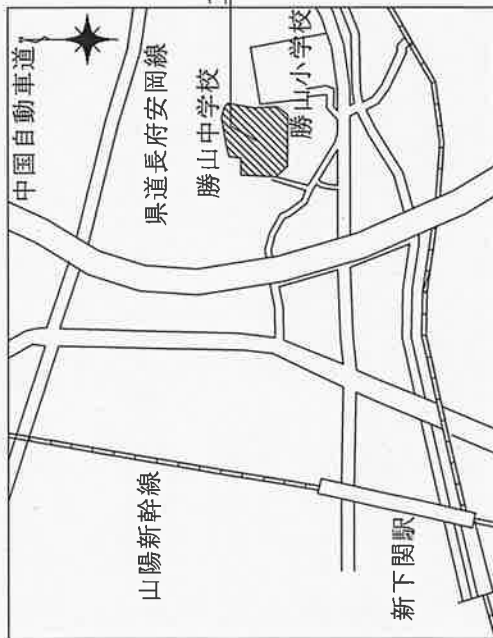 中国自動車道
県道長府安岡線
勝山中学校
勝山小学校
山陽新幹線
新下関駅